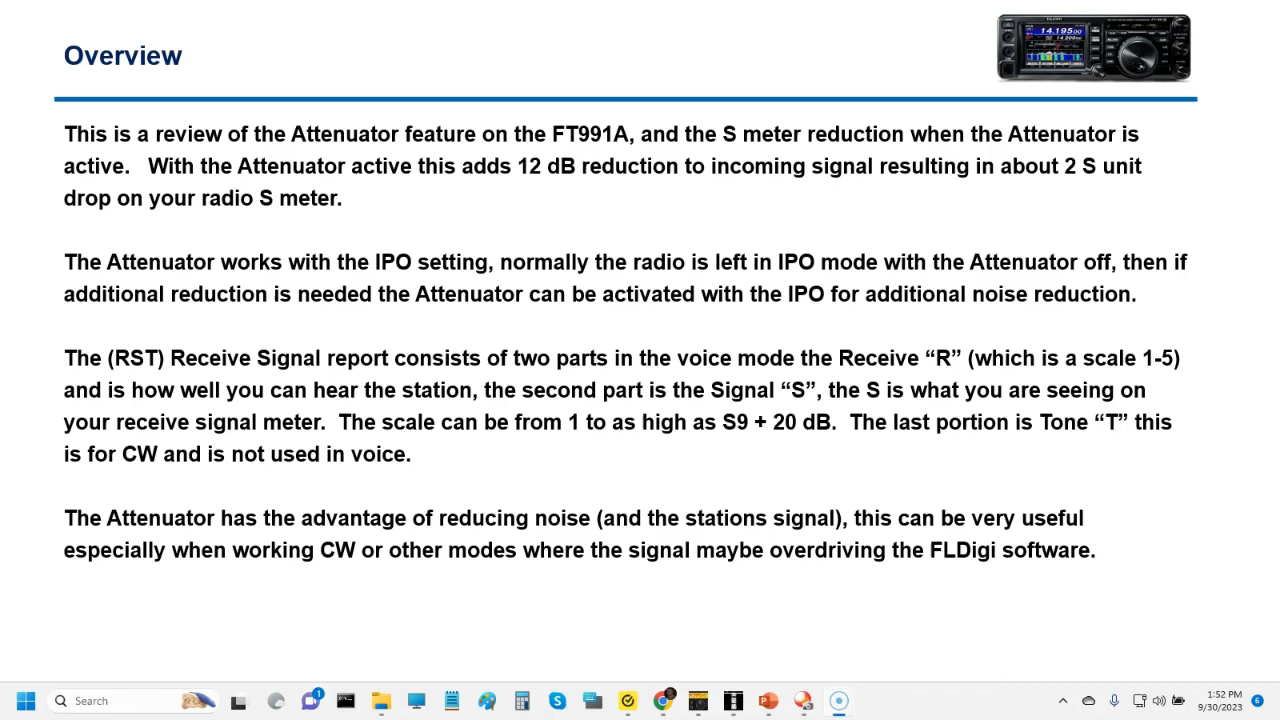 Overview
14.19500
14.20000
This is a review of the Attenuator feature on the FT991A, and the S meter reduction when the Attenuator is
active.   With the Attenuator active this adds 12 dB reduction to incoming signal resulting in about 2 S unit
drop on your radio S meter.
The Attenuator works with the IPO setting, normally the radio is left in IPO mode with the Attenuator off, then if
additional reduction is needed the Attenuator can be activated with the IPO for additional noise reduction.
The (RST) Receive Signal report consists of two parts in the voice mode the Receive “R” (which is a scale 1-5)
and is how well you can hear the station, the second part is the Signal “S”, the S is what you are seeing on
your receive signal meter.  The scale can be from 1 to as high as S9 + 20 dB.  The last portion is Tone “T” this
is for CW and is not used in voice.
The Attenuator has the advantage of reducing noise (and the stations signal), this can be very useful
especially when working CW or other modes where the signal maybe overdriving the FLDigi software.
Search
1
1:52 PM
9/30/2023
6